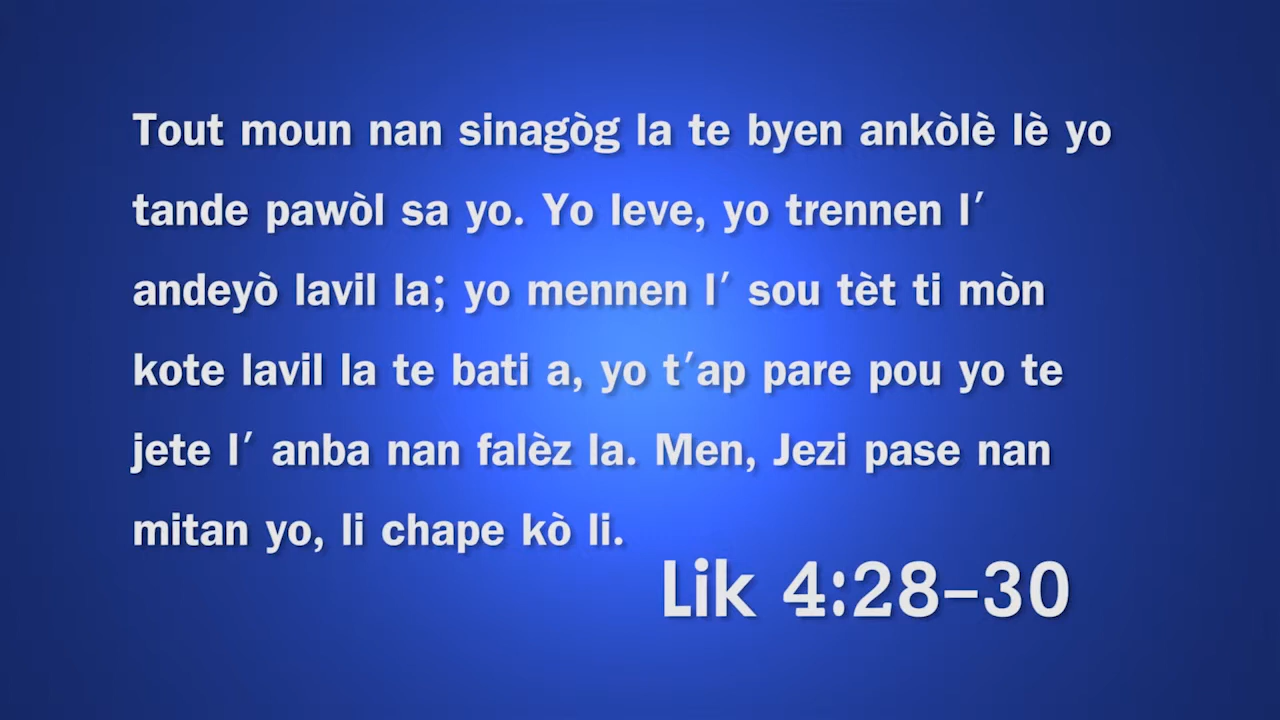 Tout moun nan sinagòg la te byen ankòlè lè yo
tande pawòl sa yo. Yo leve, yo trennen l′
andeyò lavil la; yo mennen l′ sou tèt ti mòn
kote lavil la te bati a, yo t′ap pare pou yo te
jete l′ anba nan falèz la. Men, Jezi pase nan
mitan yo, li chape kò li.
Lik 4:28–30